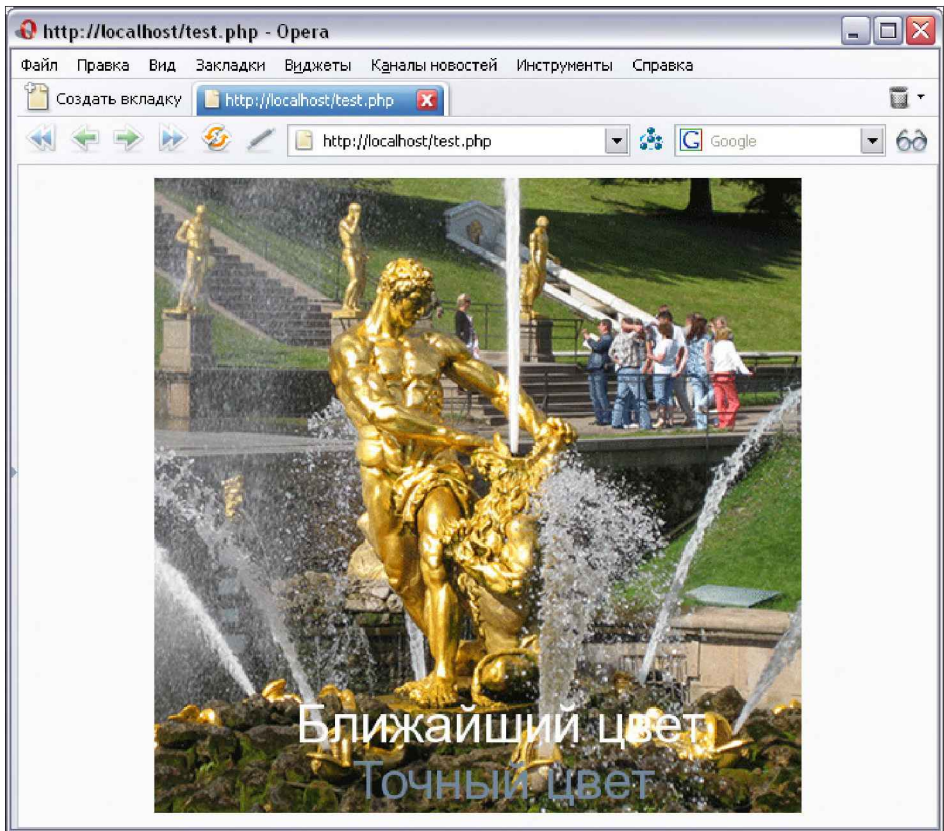 http://localhost/test.php - Opera
Файл Правка Вид Закладки Виджеты Каналы новостей Инструменты Справка
Создать вкладку http://localhost/test.php
http://localhost/test.php G Google
Ближайший цвет
Точный цвет